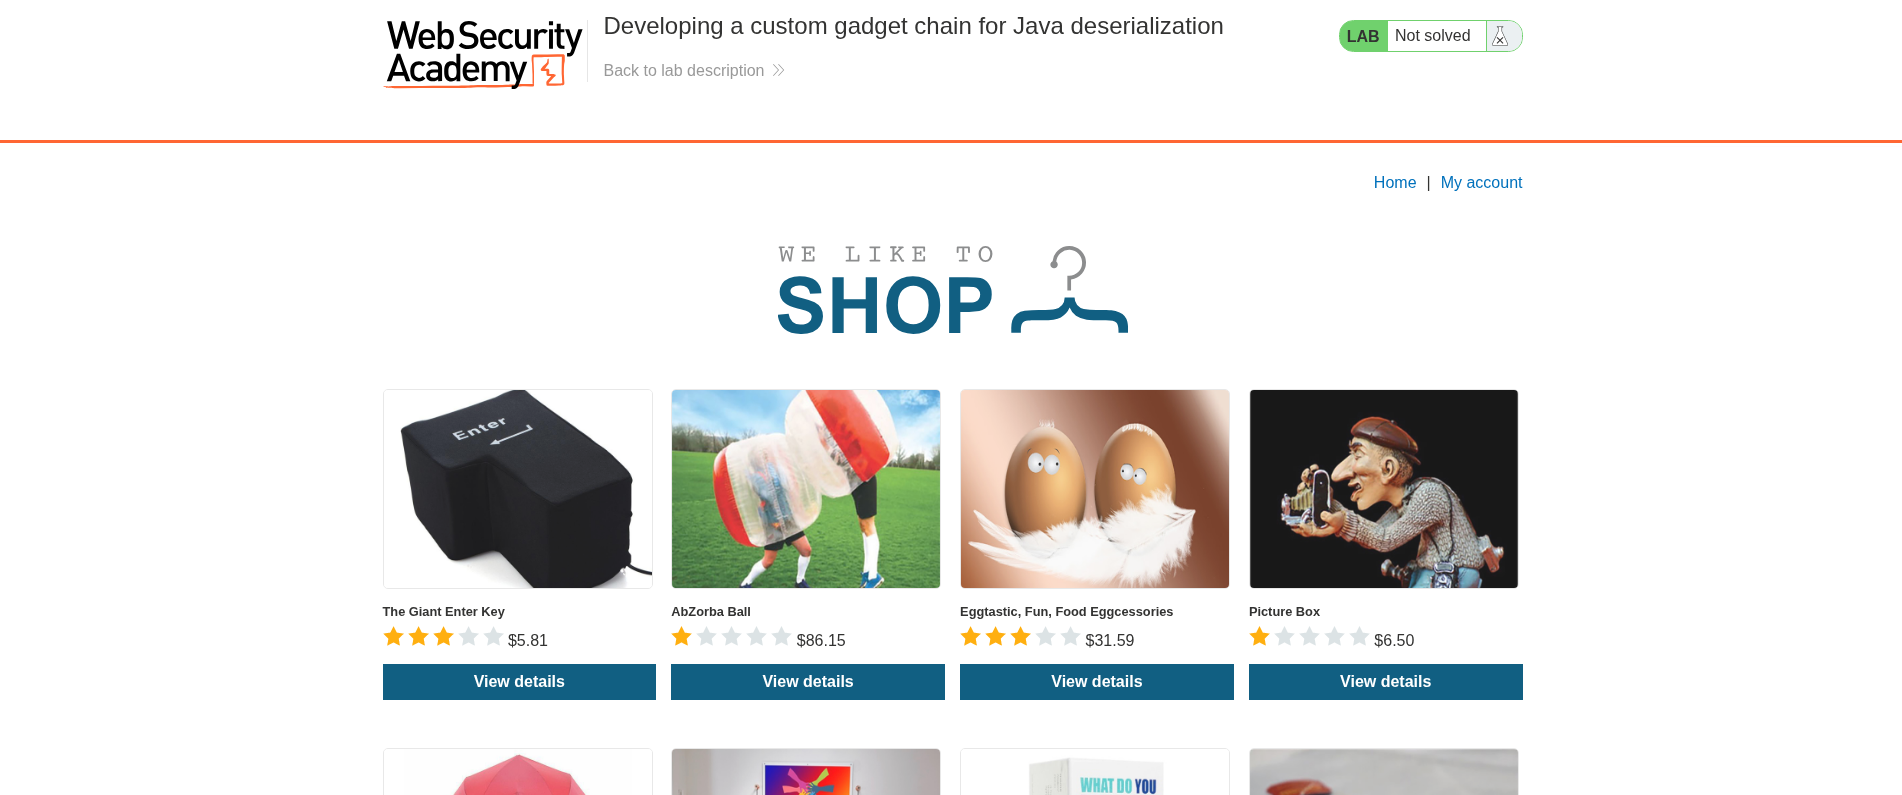 Web Security
Academy
Developing a custom gadget chain for Java deserialization
Back to lab description
LAB
Not solved
Home | My account
WE LIKE TO
SHOP
Enter
The Giant Enter Key
$5.81
View details
AbZorba Ball
$86.15
View details
Eggtastic, Fun, Food Eggcessories
$31.59
View details
Picture Box
$6.50
View details
WHAT DO YOU